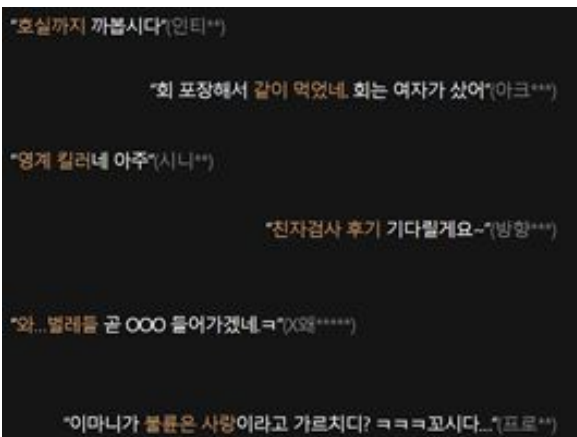 "호실까지 까봅시다"(인티**)
"회 포장해서 같이 먹었네. 회는 여자가 샀어"(아크***)
"영계 킬러네 아주"(시니**)
"친자검사 후기 기다릴게요~"(방향***)
"와...벌레들 곧 OOO 들어가겠네.ㅋ"(X왜*****)
"이마니가 불륜은 사랑이라고 가르치디? ㅋㅋㅋ꼬시다..."(프로**)